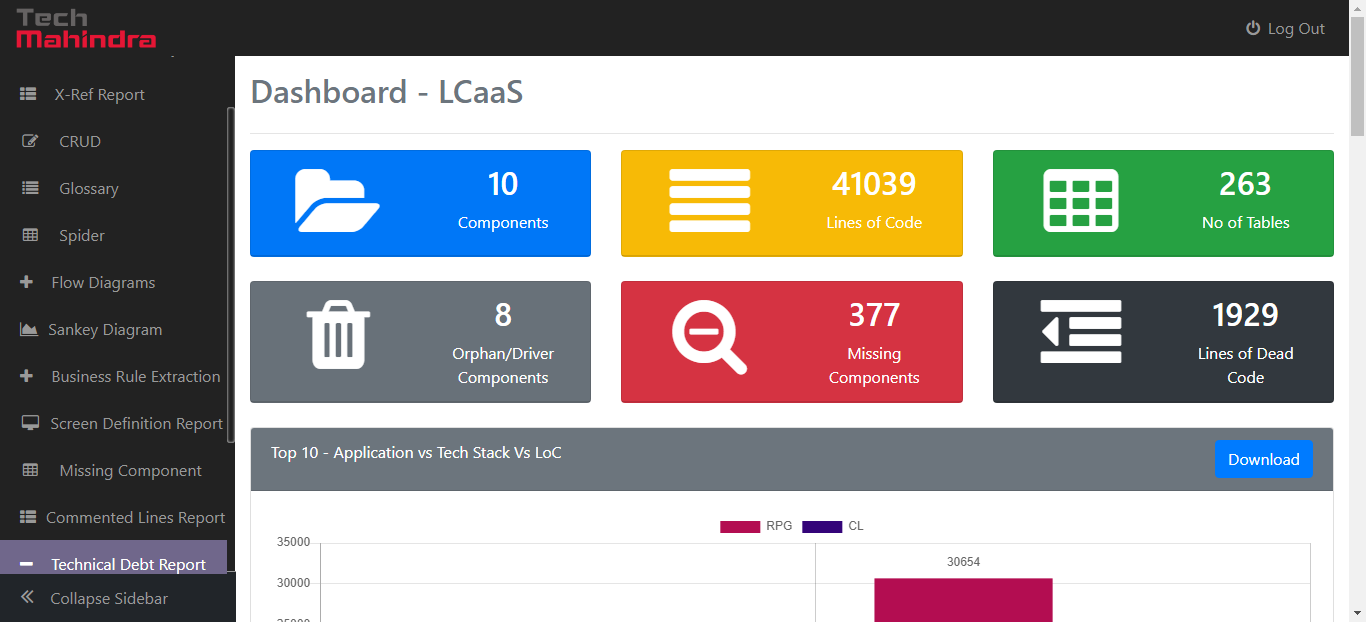 Tech
Mahindra
Log Out
X-Ref Report
CRUD
Glossary
Spider
Flow Diagrams
Sankey Diagram
Business Rule Extraction
Screen Definition Report
Missing Component
Commented Lines Report
Technical Debt Report
Collapse Sidebar
Dashboard - LCaaS
10
Components
41039
Lines of Code
263
No of Tables
8
Orphan/Driver
Components
377
Missing
Components
1929
Lines of Dead
Code
Top 10 - Application vs Tech Stack Vs LoC
Download
RPG
CL
35000
30654
30000